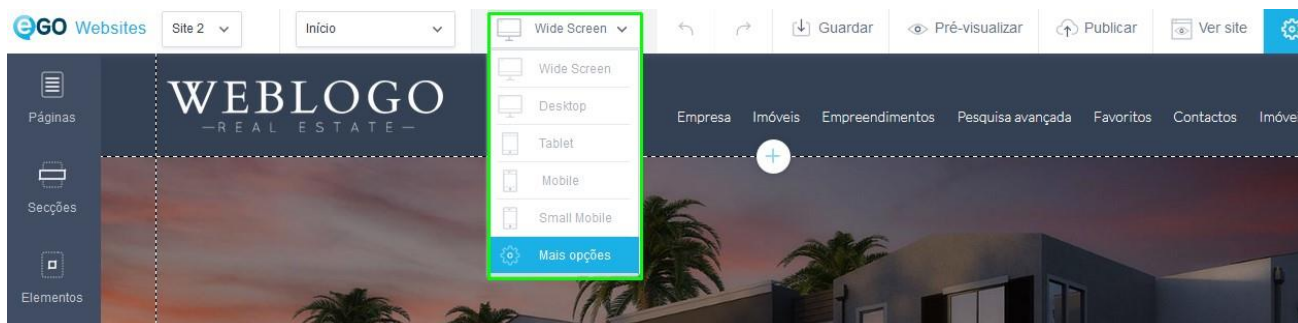 eGO Websites
Site 2
Início
Wide Screen
Guardar
Pré-visualizar
Publicar
Ver site
Páginas
Secções
Elementos
WEBLOGO
—REAL ESTATE—
Wide Screen
Desktop
Tablet
Mobile
Small Mobile
Mais opções
Empresa
Imóveis
Empreendimentos
Pesquisa avançada
Favoritos
Contactos